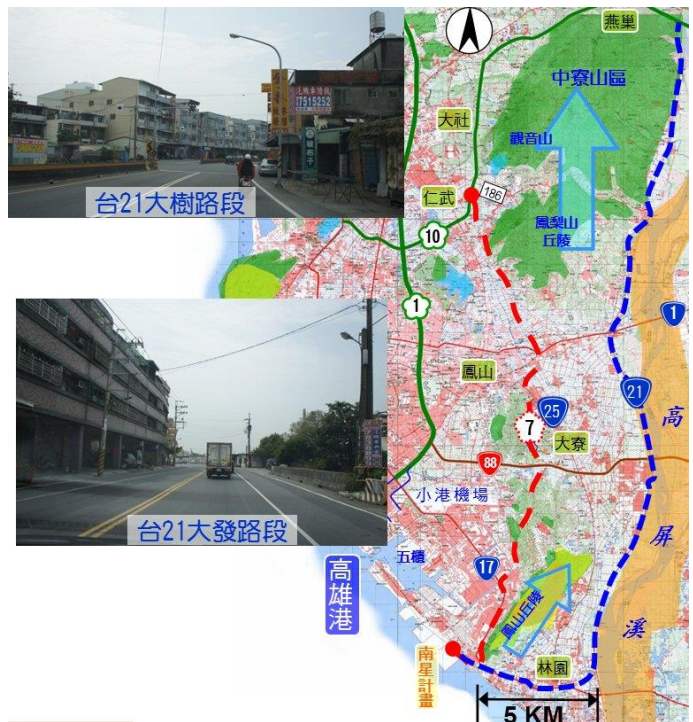 台21大樹路段
7515252
台21大發路段
燕巢
中寮山區
大社
觀音山
仁武
186
鳳梨山
丘陵
10
1
1
鳳山
21
25
7
大寮
高
屏
溪
88
小港機場
五櫃
17
高雄港
鳳山丘陵
南星計畫
林園
5 KM